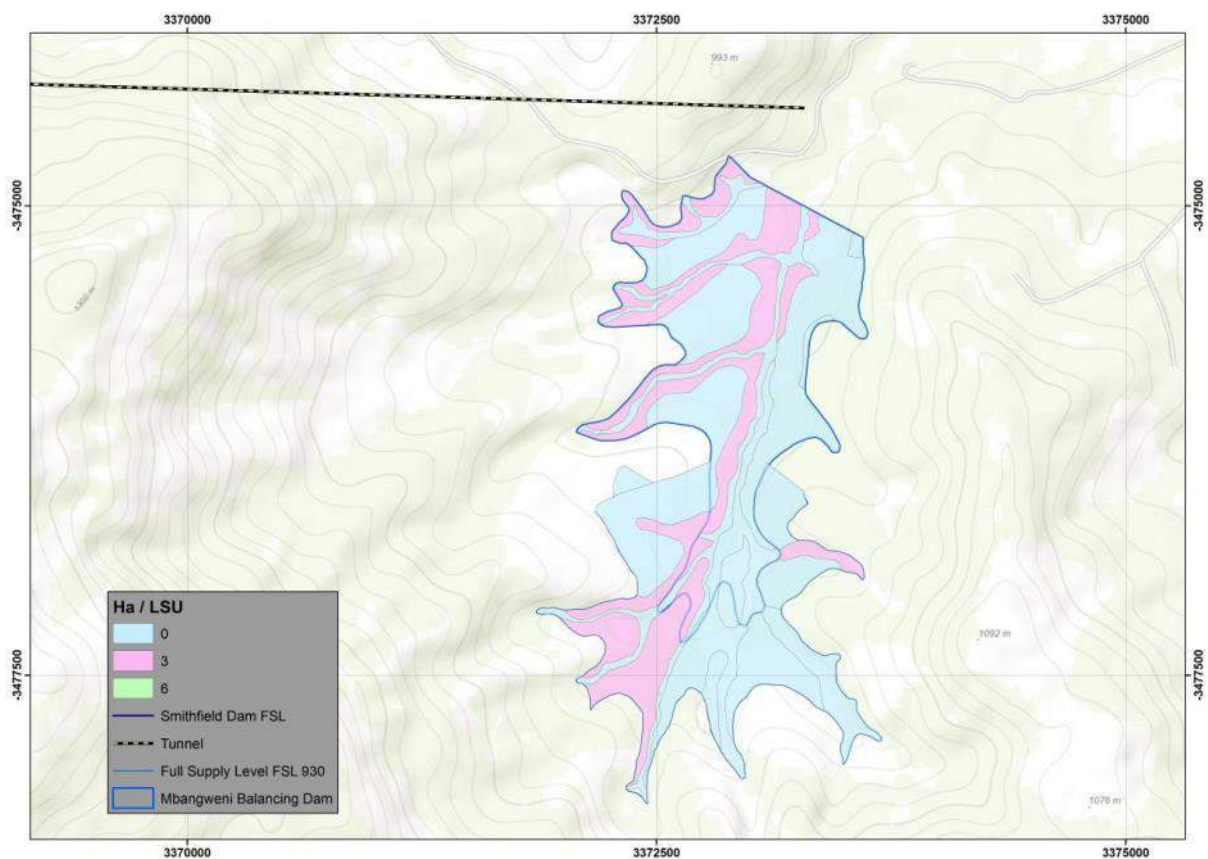 3370000 3372500 3375000
993 m
-3475000 -3475000
1300 m
Ha / LSU
0
3
6
Smithfield Dam FSL
Tunnel
Full Supply Level FSL 930
Mbangweni Balancing Dam
1092 m
-3477500 -3477500
1076 m
3370000 3372500 3375000